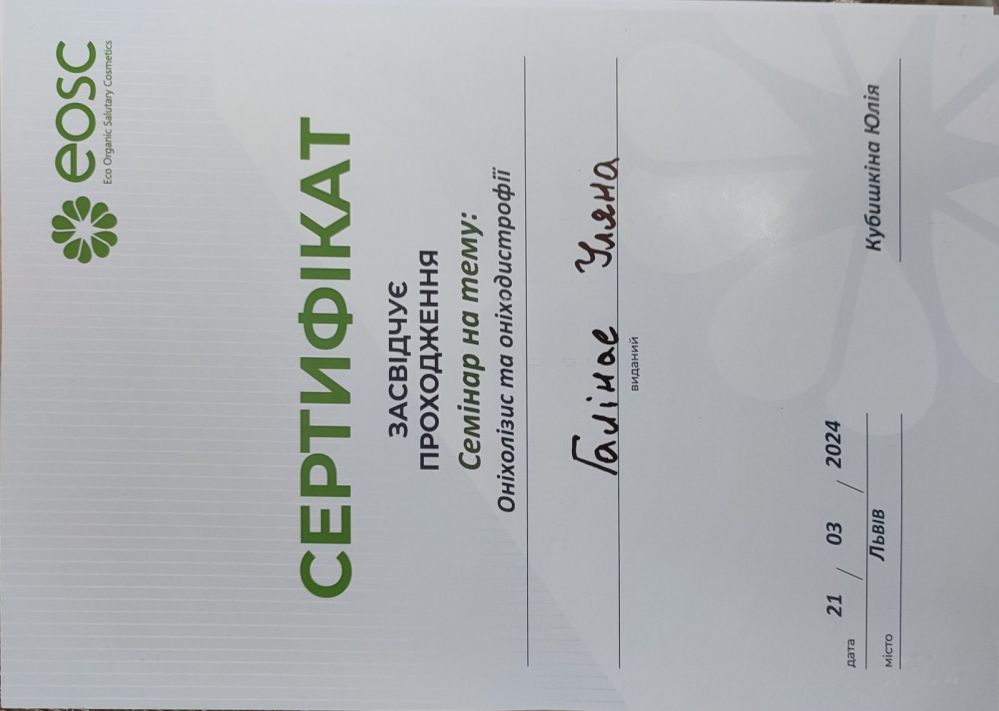 eosc
Eco Organic Salutary Cosmetics
СЕРТИФІКАТ
ЗАСВІДЧУЄ
ПРОХОДЖЕННЯ
Семінар на тему:
Оніхолізис та оніходистрофії
Галінас Уляна
виданий
дата 21 / 03 / 2024
місто ЛЬВІВ
Кубишкіна Юлія